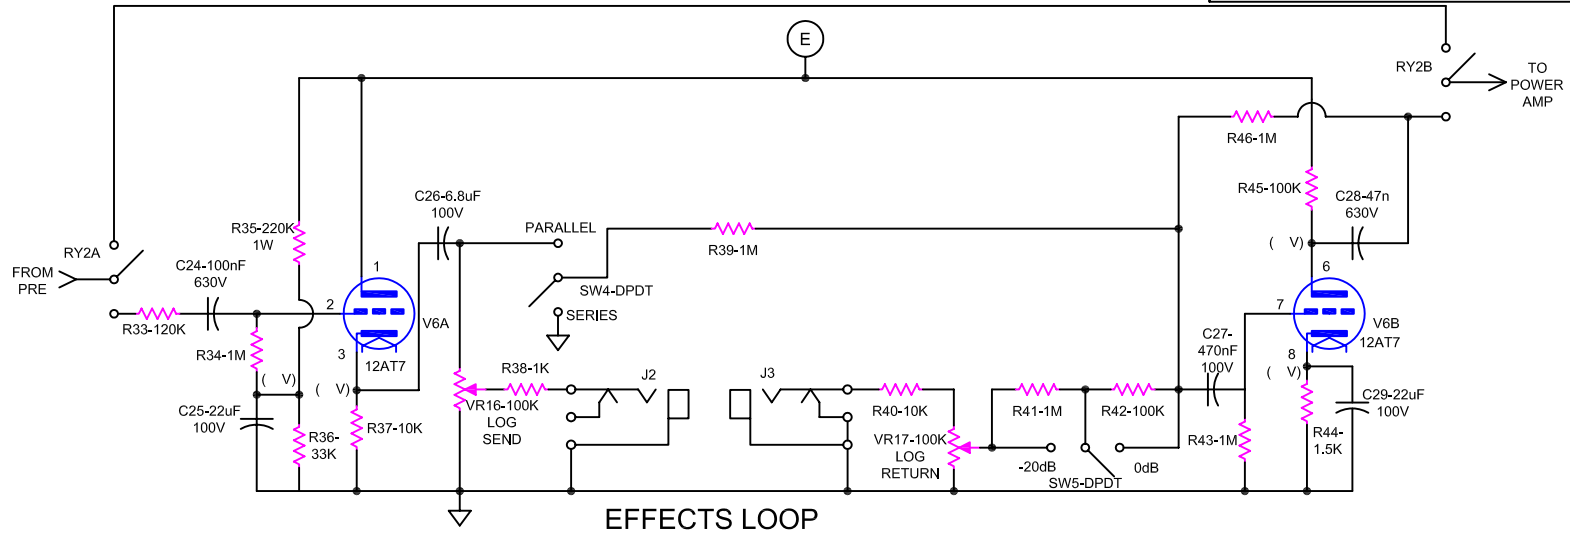 E
RY2B
TO
POWER
AMP
R46-1M
R45-100K
C28-47n
630V
( V)
6
7
V6B
12AT7
8
( V)
C29-22uF
100V
R44-
1.5K
C27-
470nF
100V
R43-1M
RY2A
FROM
PRE
R33-120K
C24-100nF
630V
R35-220K
1W
R34-1M
( V)
C25-22uF
100V
R36-
33K
1
2
3
V6A
12AT7
( V)
R37-10K
C26-6.8uF
100V
PARALLEL
SW4-DPDT
SERIES
R39-1M
R38-1K
VR16-100K
LOG
SEND
J2
J3
R40-10K
VR17-100K
LOG
RETURN
R41-1M
R42-100K
-20dB
0dB
SW5-DPDT
EFFECTS LOOP